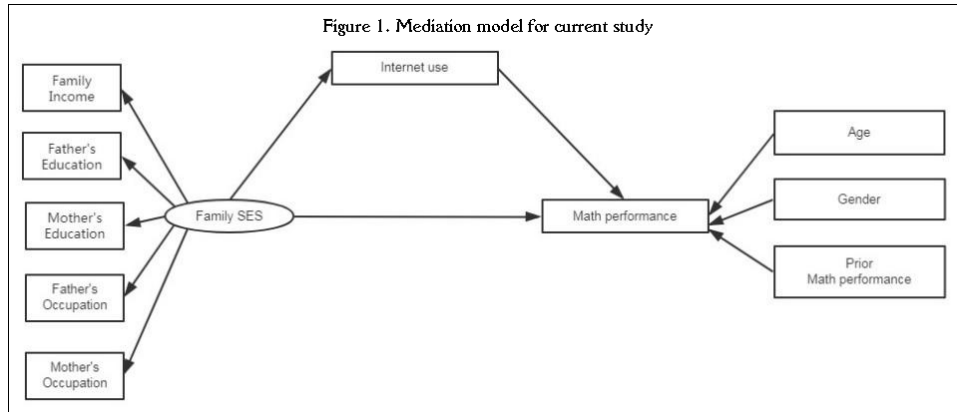 Figure 1. Mediation model for current study
Internet use
Family
Income
Father's
Education
Mother's
Education
Father's
Occupation
Mother's
Occupation
Family SES
Math performance
Age
Gender
Prior
Math performance